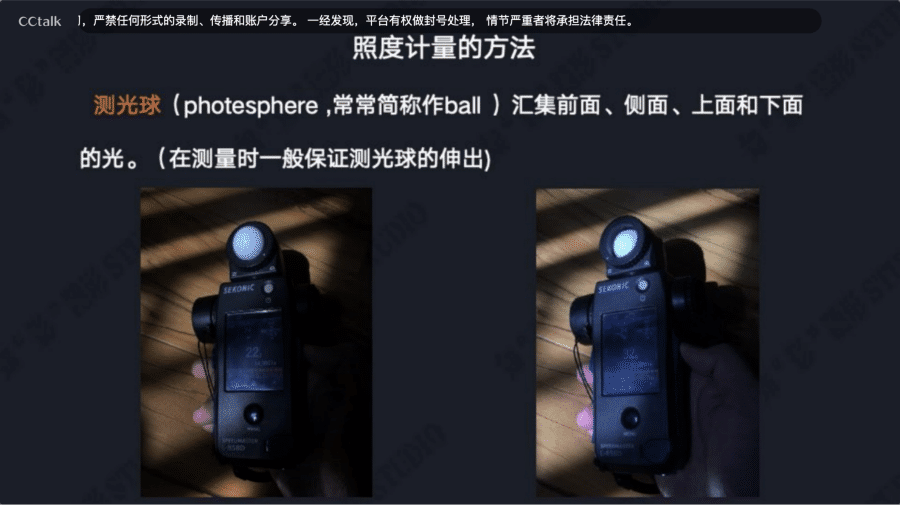 CCtalk
，严禁任何形式的录制、传播和账户分享。 一经发现，平台有权做封号处理， 情节严重者将承担法律责任。
照度计量的方法
测光球（photesphere ,常常简称作ball ）汇集前面、侧面、上面和下面
的光。（在测量时一般保证测光球的伸出)
SEKONIC
22
SEKONIC